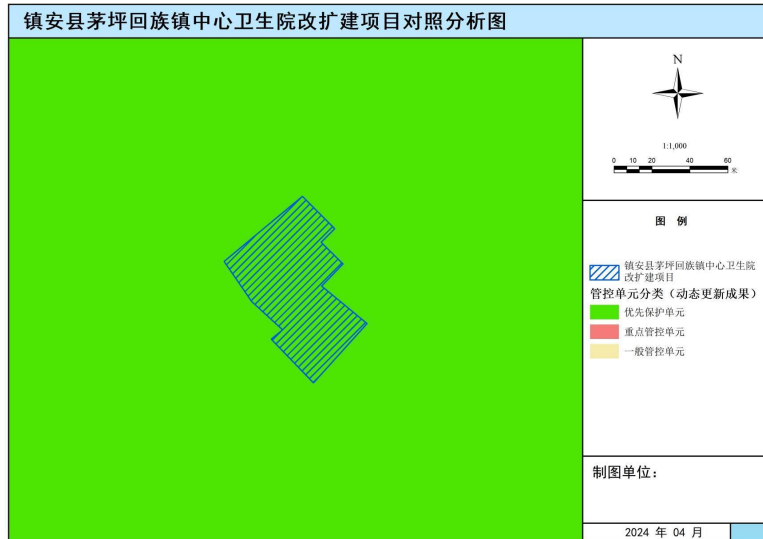 镇安县茅坪回族镇中心卫生院改扩建项目对照分析图
N
1:1,000
0 10 20 40 60
米
图 例
镇安县茅坪回族镇中心卫生院
改扩建项目
管控单元分类（动态更新成果）
优先保护单元
重点管控单元
一般管控单元
制图单位：
2024 年 04 月